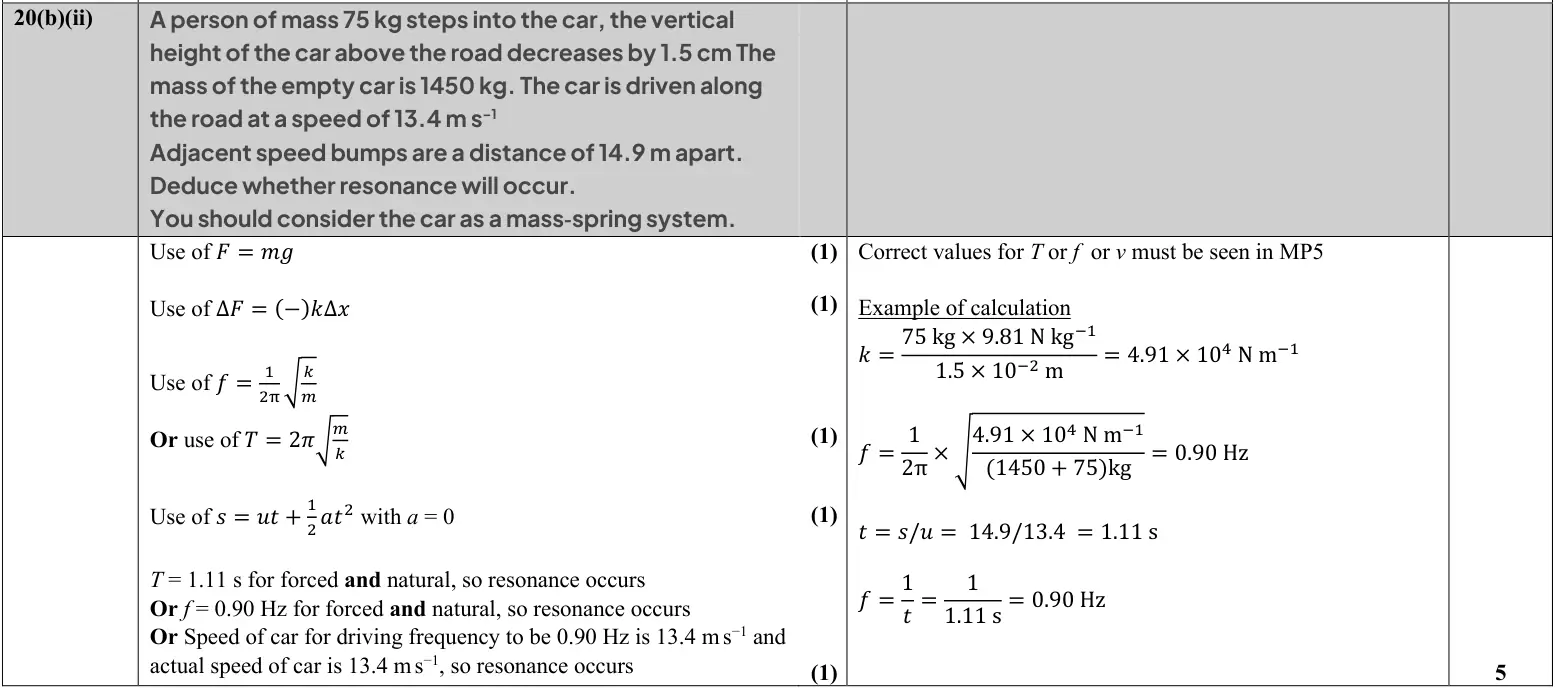 20(b)(ii)
A person of mass 75 kg steps into the car, the vertical
height of the car above the road decreases by 1.5 cm The
mass of the empty car is 1450 kg. The car is driven along
the road at a speed of 13.4 m s⁻¹
Adjacent speed bumps are a distance of 14.9 m apart.
Deduce whether resonance will occur.
You should consider the car as a mass-spring system.
Use of F = mg (1)
Use of ΔF = (−)kΔx (1)
Use of f = 1/2π √(k/m)
Or use of T = 2π √(m/k) (1)
Use of s = ut + ½at² with a = 0 (1)
T = 1.11 s for forced and natural, so resonance occurs
Or f = 0.90 Hz for forced and natural, so resonance occurs
Or Speed of car for driving frequency to be 0.90 Hz is 13.4 m s⁻¹ and
actual speed of car is 13.4 m s⁻¹, so resonance occurs (1)
Correct values for T or f or v must be seen in MP5
Example of calculation
k = (75 kg × 9.81 N kg⁻¹)/(1.5 × 10⁻² m) = 4.91 × 10⁴ N m⁻¹
f = 1/2π × √(4.91 × 10⁴ N m⁻¹/(1450 + 75)kg) = 0.90 Hz
t = s/u = 14.9/13.4 = 1.11 s
f = 1/t = 1/1.11 s = 0.90 Hz
5